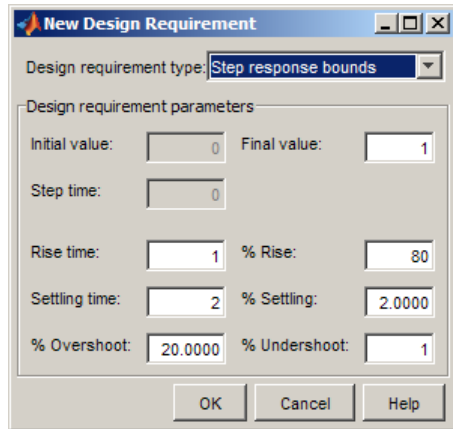 New Design Requirement
Design requirement type: Step response bounds
Design requirement parameters
Initial value: 0 Final value: 1
Step time: 0
Rise time: 1 % Rise: 80
Settling time: 2 % Settling: 2.0000
% Overshoot: 20.0000 % Undershoot: 1
OK Cancel Help